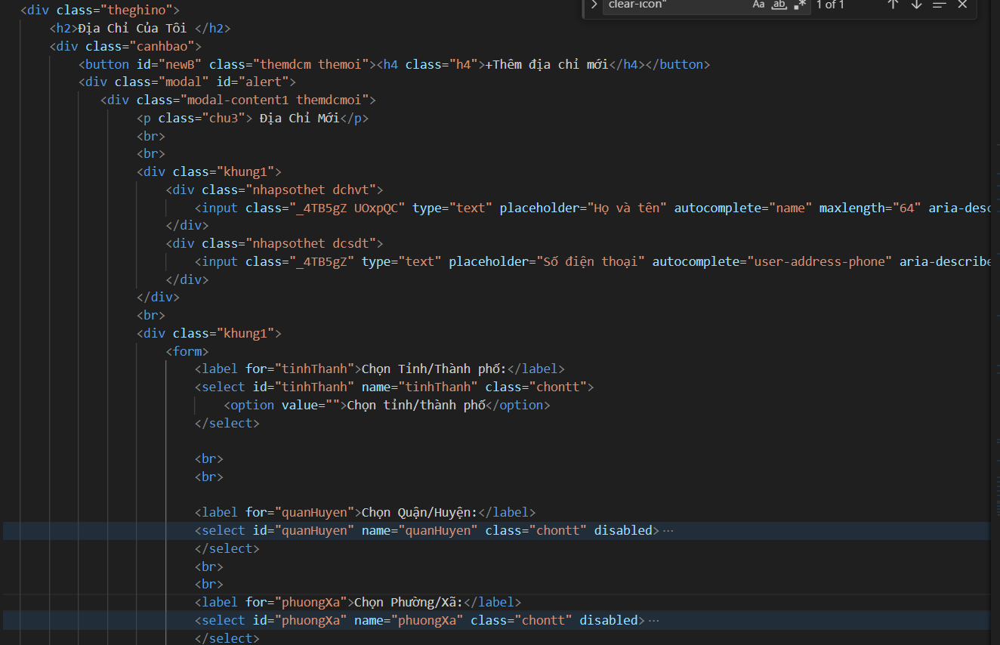 <div class="theghino">
clear-icon"
Aa ab .* 1 of 1
<h2>Địa Chỉ Của Tôi </h2>
<div class="canhbao">
<button id="newB" class="themdcm themoi"><h4 class="h4">+Thêm địa chỉ mới</h4></button>
<div class="modal" id="alert">
<div class="modal-content1 themdcmoi">
<p class="chu3"> Địa Chỉ Mới</p>
<br>
<br>
<div class="khung1">
<div class="nhapsothet dchvt">
<input class="_4TB5gZ UOxpQC" type="text" placeholder="Họ và tên" autocomplete="name" maxlength="64" aria-desc
</div>
<div class="nhapsothet dcsdt">
<input class="_4TB5gZ" type="text" placeholder="Số điện thoại" autocomplete="user-address-phone" aria-describe
</div>
</div>
<br>
<div class="khung1">
<form>
<label for="tinhThanh">Chọn Tỉnh/Thành phố:</label>
<select id="tinhThanh" name="tinhThanh" class="chontt">
<option value="">Chọn tỉnh/thành phố</option>
</select>
<br>
<br>
<label for="quanHuyen">Chọn Quận/Huyện:</label>
<select id="quanHuyen" name="quanHuyen" class="chontt" disabled>···
</select>
<br>
<br>
<label for="phuongXa">Chọn Phường/Xã:</label>
<select id="phuongXa" name="phuongXa" class="chontt" disabled>···
</select>